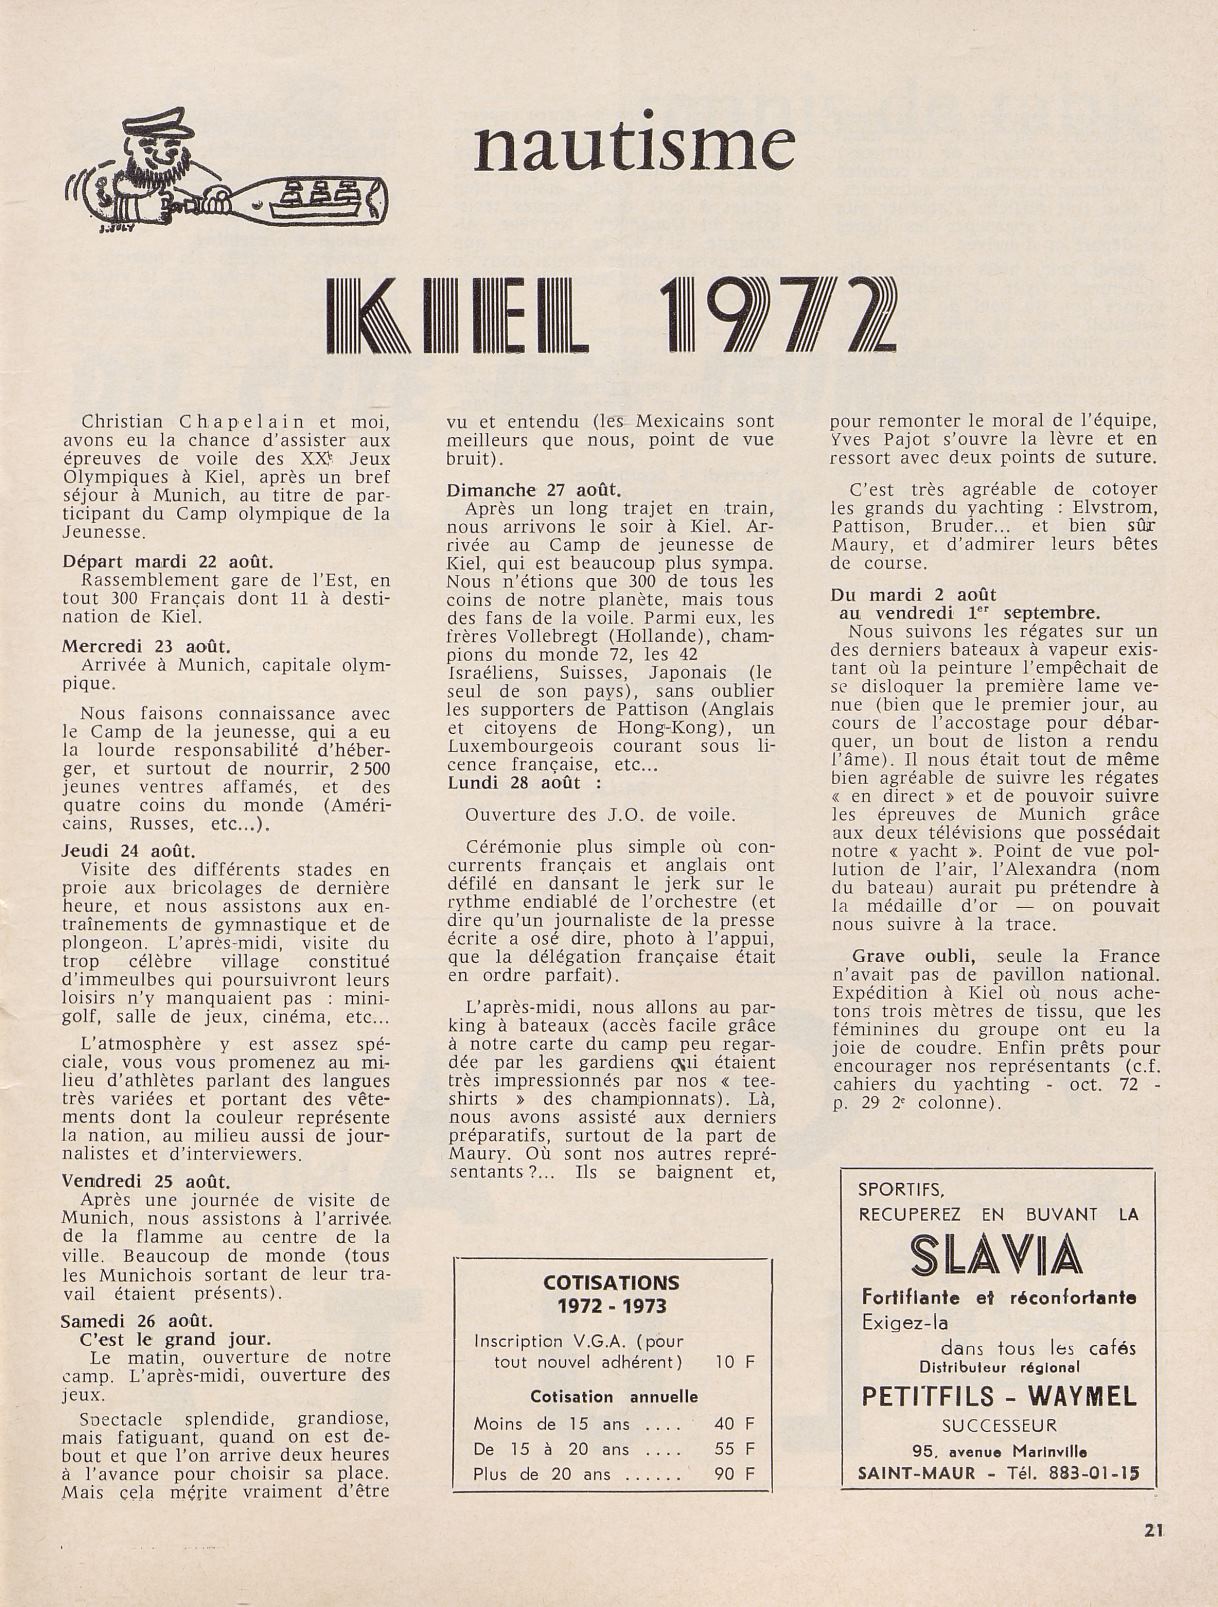 nautisme
J.JOLY
KIEL 1972
Christian Chapelain et moi,
avons eu la chance d'assister aux
épreuves de voile des XXe Jeux
Olympiques à Kiel, après un bref
séjour à Munich, au titre de par-
ticipant du Camp olympique de la
Jeunesse.
Départ mardi 22 août.
Rassemblement gare de l'Est, en
tout 300 Français dont 11 à desti-
nation de Kiel.
Mercredi 23 août.
Arrivée à Munich, capitale olym-
pique.
Nous faisons connaissance avec
le Camp de la jeunesse, qui a eu
la lourde responsabilité d'héber-
ger, et surtout de nourrir, 2 500
jeunes ventres affamés, et des
quatre coins du monde (Améri-
cains, Russes, etc...).
Jeudi 24 août.
Visite des différents stades en
proie aux bricolages de dernière
heure, et nous assistons aux en-
traînements de gymnastique et de
plongeon. L'après-midi, visite du
trop célèbre village constitué
d'immeulbes qui poursuivront leurs
loisirs n'y manquaient pas : mini-
golf, salle de jeux, cinéma, etc...
L'atmosphère y est assez spé-
ciale, vous vous promenez au mi-
lieu d'athlètes parlant des langues
très variées et portant des vête-
ments dont la couleur représente
la nation, au milieu aussi de jour-
nalistes et d'interviewers.
Vendredi 25 août.
Après une journée de visite de
Munich, nous assistons à l'arrivée
de la flamme au centre de la
ville. Beaucoup de monde (tous
les Munichois sortant de leur tra-
vail étaient présents).
Samedi 26 août.
C'est le grand jour.
Le matin, ouverture de notre
camp. L'après-midi, ouverture des
jeux.
Spectacle splendide, grandiose,
mais fatiguant, quand on est de-
bout et que l'on arrive deux heures
à l'avance pour choisir sa place.
Mais cela mérite vraiment d'être
vu et entendu (les Mexicains sont
meilleurs que nous, point de vue
bruit).
Dimanche 27 août.
Après un long trajet en train,
nous arrivons le soir à Kiel. Ar-
rivée au Camp de jeunesse de
Kiel, qui est beaucoup plus sympa.
Nous n'étions que 300 de tous les
coins de notre planète, mais tous
des fans de la voile. Parmi eux, les
frères Vollebregt (Hollande), cham-
pions du monde 72, les 42
Israéliens, Suisses, Japonais (le
seul de son pays), sans oublier
les supporters de Pattison (Anglais
et citoyens de Hong-Kong), un
Luxembourgeois courant sous li-
cence française, etc...
Lundi 28 août :
Ouverture des J.O. de voile.
Cérémonie plus simple où con-
currents français et anglais ont
défilé en dansant le jerk sur le
rythme endiablé de l'orchestre (et
dire qu'un journaliste de la presse
écrite a osé dire, photo à l'appui,
que la délégation française était
en ordre parfait).
L'après-midi, nous allons au par-
king à bateaux (accès facile grâce
à notre carte du camp peu regar-
dée par les gardiens qui étaient
très impressionnés par nos « tee-
shirts » des championnats). Là,
nous avons assisté aux derniers
préparatifs, surtout de la part de
Maury. Où sont nos autres repré-
sentants ?... Ils se baignent et,
pour remonter le moral de l'équipe,
Yves Pajot s'ouvre la lèvre et en
ressort avec deux points de suture.
C'est très agréable de cotoyer
les grands du yachting : Elvstrom,
Pattison, Bruder... et bien sûr
Maury, et d'admirer leurs bêtes
de course.
Du mardi 2 août
au vendredi 1er septembre.
Nous suivons les régates sur un
des derniers bateaux à vapeur exis-
tant où la peinture l'empêchait de
se disloquer la première lame ve-
nue (bien que le premier jour, au
cours de l'accostage pour débar-
quer, un bout de liston a rendu
l'âme). Il nous était tout de même
bien agréable de suivre les régates
« en direct » et de pouvoir suivre
les épreuves de Munich grâce
aux deux télévisions que possédait
notre « yacht ». Point de vue pol-
lution de l'air, l'Alexandra (nom
du bateau) aurait pu prétendre à
la médaille d'or — on pouvait
nous suivre à la trace.
Grave oubli, seule la France
n'avait pas de pavillon national.
Expédition à Kiel où nous ache-
tons trois mètres de tissu, que les
féminines du groupe ont eu la
joie de coudre. Enfin prêts pour
encourager nos représentants (c.f.
cahiers du yachting - oct. 72 -
p. 29 2e colonne).
COTISATIONS
1972 - 1973
Inscription V.G.A. (pour
tout nouvel adhérent) 10 F
Cotisation annuelle
Moins de 15 ans .... 40 F
De 15 à 20 ans .... 55 F
Plus de 20 ans ...... 90 F
SPORTIFS,
RECUPEREZ EN BUVANT LA
SLAVIA
Fortifiante et réconfortante
Exigez-la
dans tous les cafés
Distributeur régional
PETITFILS - WAYMEL
SUCCESSEUR
95, avenue Marinville
SAINT-MAUR - Tél. 883-01-15
21